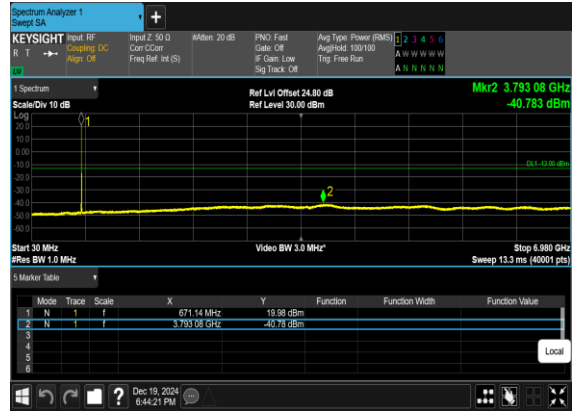 Spectrum Analyzer 1
Swept SA
+
KEYSIGHT Input: RF Input Z: 50 Ω #Atten: 20 dB PNO: Fast Avg Type: Power (RMS) 1 2 3 4 5 6
R T Coupling: DC Corr CCorr Gate: Off Avg|Hold: 100/100 A W W W W W
Align: Off Freq Ref: Int (S) IF Gain: Low Trig: Free Run
Sig Track: Off A N N N N N
1 Spectrum Ref Lvl Offset 24.80 dB Mkr2 3.793 08 GHz
Scale/Div 10 dB Ref Level 30.00 dBm -40.783 dBm
Log
1
20.0
10.0
0.00
-10.0
DL1 -13.00 dBm
-20.0
-30.0
2
-40.0
-50.0
-60.0
Start 30 MHz Video BW 3.0 MHz* Stop 6.980 GHz
#Res BW 1.0 MHz Sweep 13.3 ms (40001 pts)
5 Marker Table
Mode Trace Scale X Y Function Function Width Function Value
1 N 1 f 671.14 MHz 19.98 dBm
2 N 1 f 3.793 08 GHz -40.78 dBm
3
4
5
6
Local
? Dec 19, 2024
6:44:21 PM